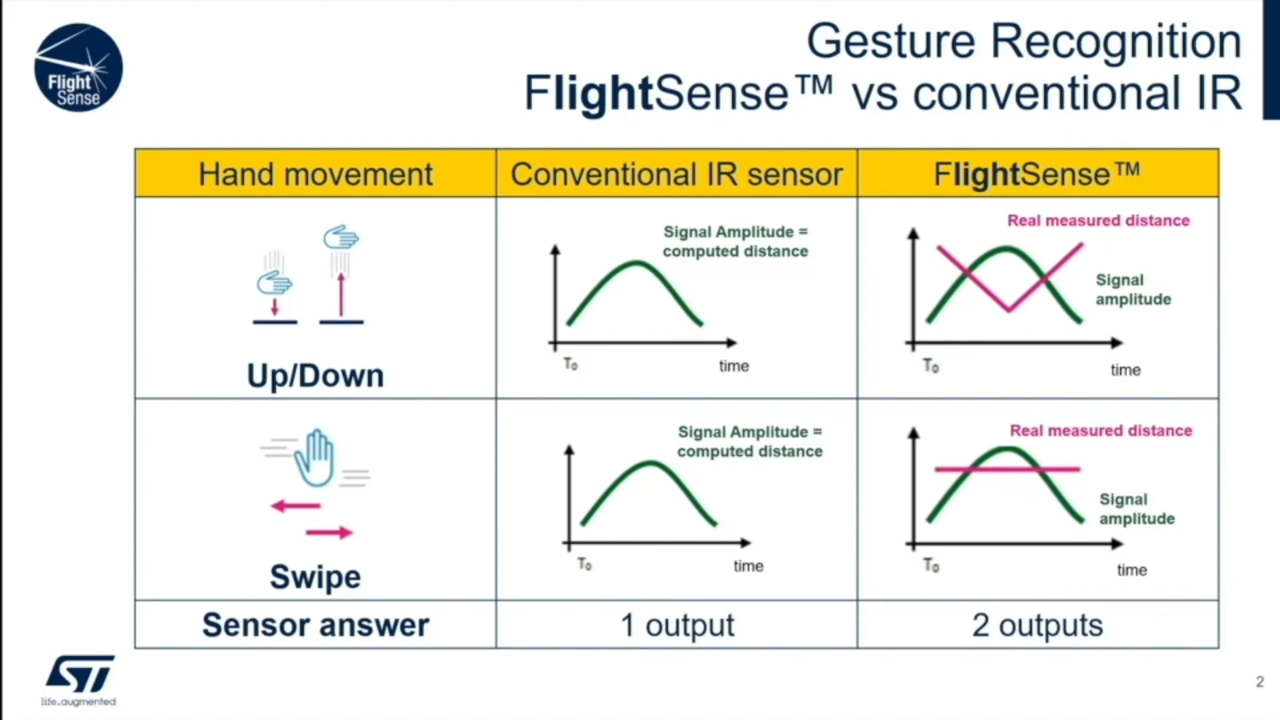 Flight
Sense
Gesture Recognition
FlightSense™ vs conventional IR
Hand movement
Conventional IR sensor
FlightSense™
Up/Down
Signal Amplitude =
computed distance
T₀
time
Real measured distance
Signal
amplitude
T₀
time
Swipe
Signal Amplitude =
computed distance
T₀
time
Real measured distance
Signal
amplitude
T₀
time
Sensor answer
1 output
2 outputs
ST
life.augmented
2